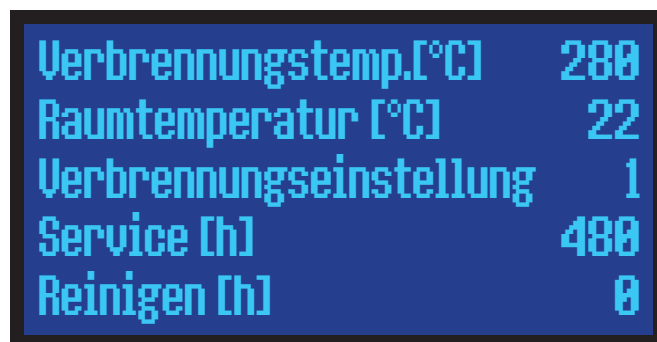 Verbrennungstemp.[°C] 280
Raumtemperatur [°C] 22
Verbrennungseinstellung 1
Service [h] 480
Reinigen [h] 0